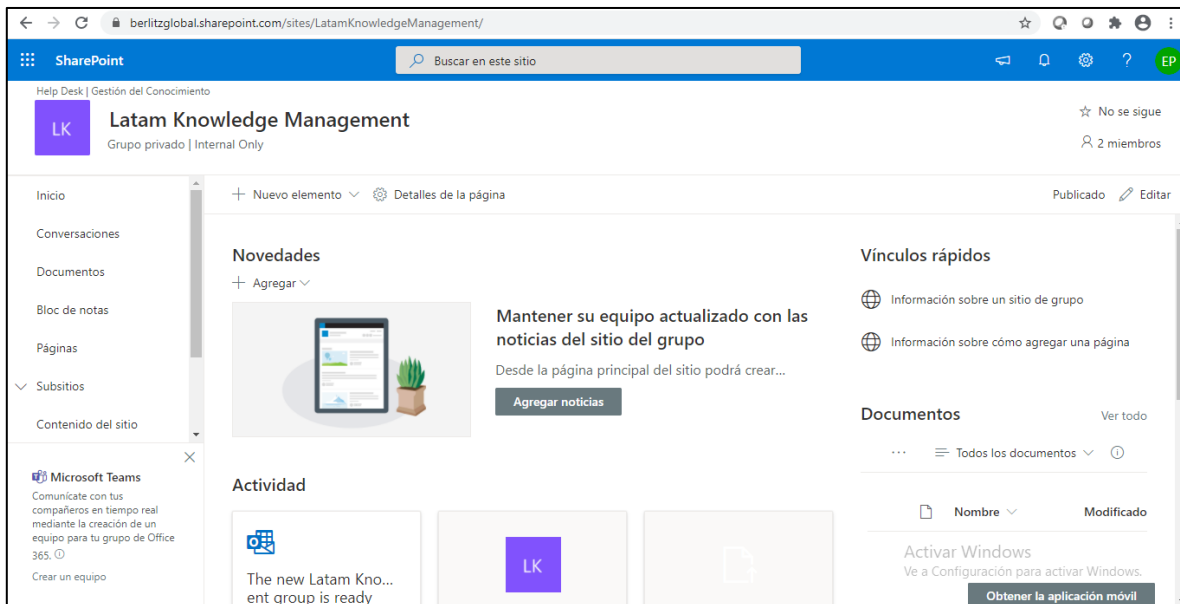 berlitzglobal.sharepoint.com/sites/LatamKnowledgeManagement/
SharePoint
Buscar en este sitio
?
EP
Help Desk | Gestión del Conocimiento
LK
Latam Knowledge Management
Grupo privado | Internal Only
No se sigue
2 miembros
Inicio
Conversaciones
Documentos
Bloc de notas
Páginas
Subsitios
Contenido del sitio
Microsoft Teams
Comunícate con tus
compañeros en tiempo real
mediante la creación de un
equipo para tu grupo de Office
365.
Crear un equipo
+ Nuevo elemento
Detalles de la página
Publicado
Editar
Novedades
+ Agregar
Mantener su equipo actualizado con las
noticias del sitio del grupo
Desde la página principal del sitio podrá crear...
Agregar noticias
Actividad
The new Latam Kno...
ent group is ready
LK
Vínculos rápidos
Información sobre un sitio de grupo
Información sobre cómo agregar una página
Documentos
Ver todo
...
Todos los documentos
Nombre
Modificado
Activar Windows
Ve a Configuración para activar Windows.
Obtener la aplicación móvil